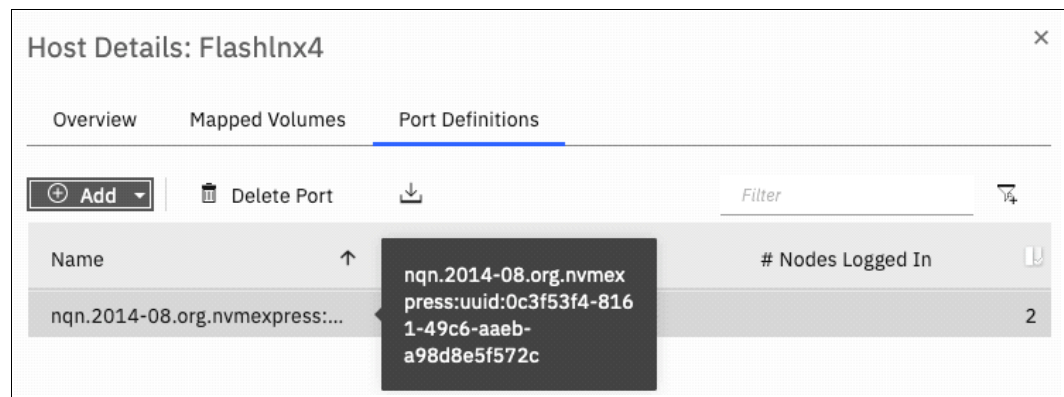 Host Details: Flashlnx4
Overview Mapped Volumes Port Definitions
Add Delete Port Filter
Name # Nodes Logged In
nqn.2014-08.org.nvmexpress:... 2
nqn.2014-08.org.nvmex
press:uuid:0c3f53f4-816
1-49c6-aaeb-
a98d8e5f572c